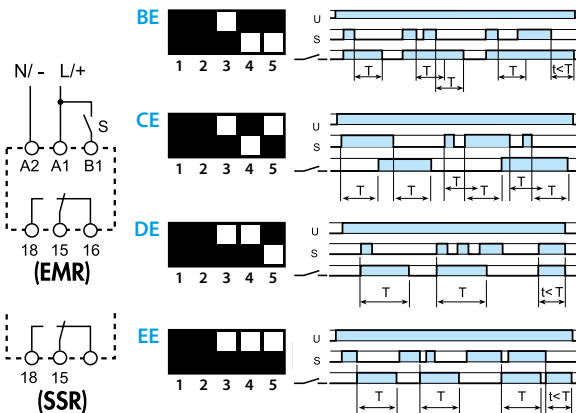 BE
1 2 3 4 5
U
S
T T T t<T
T
N/ - L/+
S
A2 A1 B1
18 15 16
(EMR)
18 15
(SSR)
CE
1 2 3 4 5
U
S
T T T T T T
DE
1 2 3 4 5
U
S
T T t<T
EE
1 2 3 4 5
U
S
T T T t<T